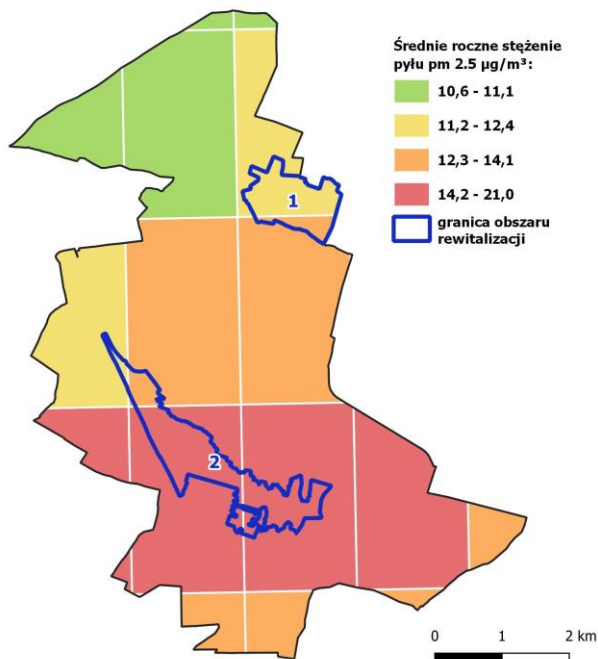 Średnie roczne stężenie
pyłu pm 2.5 µg/m³:
10,6 - 11,1
11,2 - 12,4
12,3 - 14,1
14,2 - 21,0
granica obszaru
rewitalizacji
1
2
0 1 2 km